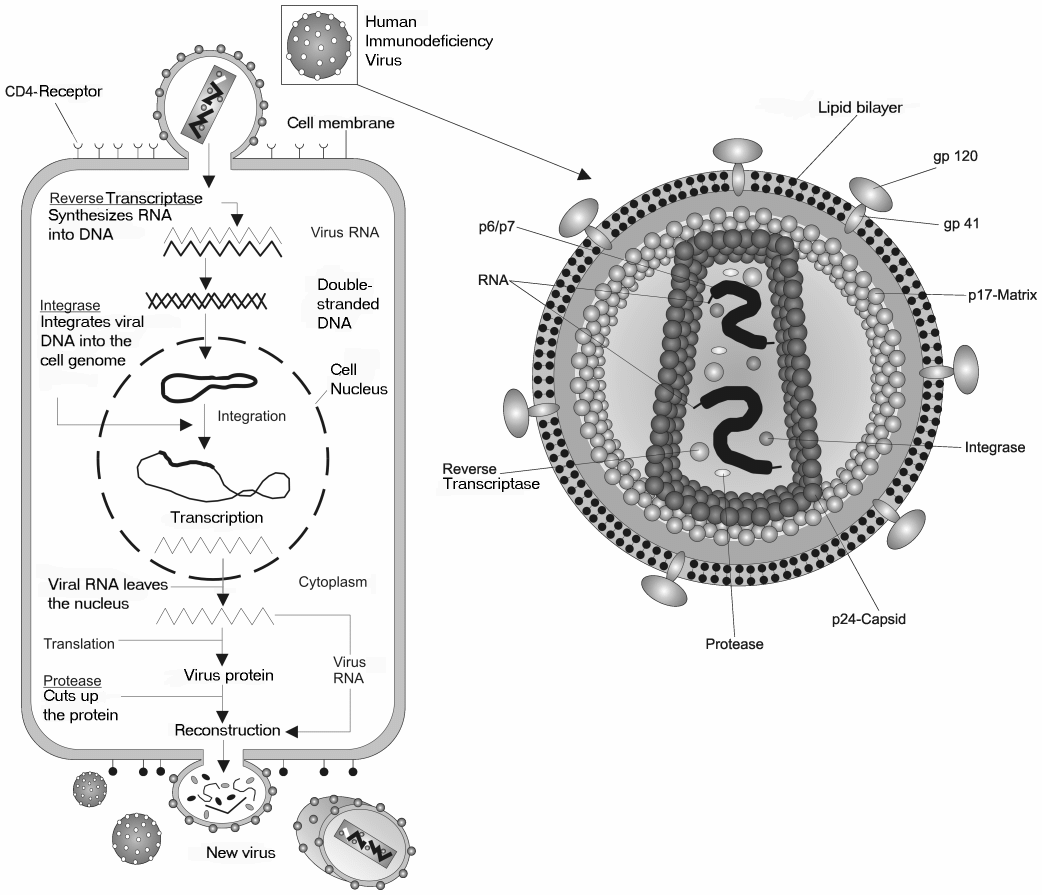 Human
Immunodeficiency
Virus
CD4-Receptor
Cell membrane
Reverse Transcriptase
Synthesizes RNA
into DNA
Virus RNA
Integrase
Integrates viral
DNA into the
cell genome
Double-
stranded
DNA
Cell
Nucleus
Integration
Transcription
Viral RNA leaves
the nucleus
Cytoplasm
Translation
Virus protein
Virus
RNA
Protease
Cuts up
the protein
Reconstruction
New virus
Lipid bilayer
gp 120
gp 41
p6/p7
RNA
p17-Matrix
Integrase
Reverse
Transcriptase
p24-Capsid
Protease